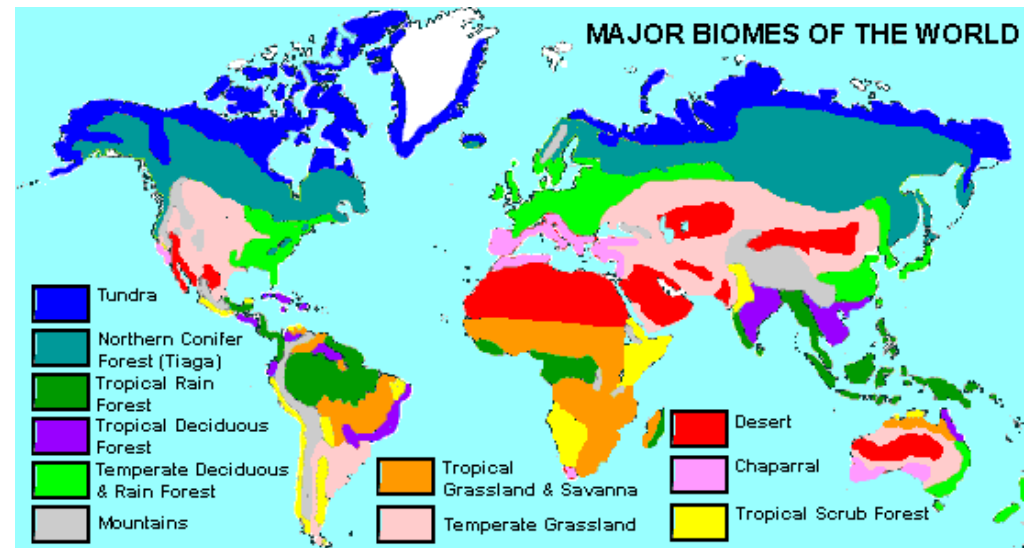 MAJOR BIOMES OF THE WORLD
Tundra
Northern Conifer
Forest (Tiaga)
Tropical Rain
Forest
Tropical Deciduous
Forest
Temperate Deciduous
& Rain Forest
Mountains
Tropical
Grassland & Savanna
Temperate Grassland
Desert
Chaparral
Tropical Scrub Forest